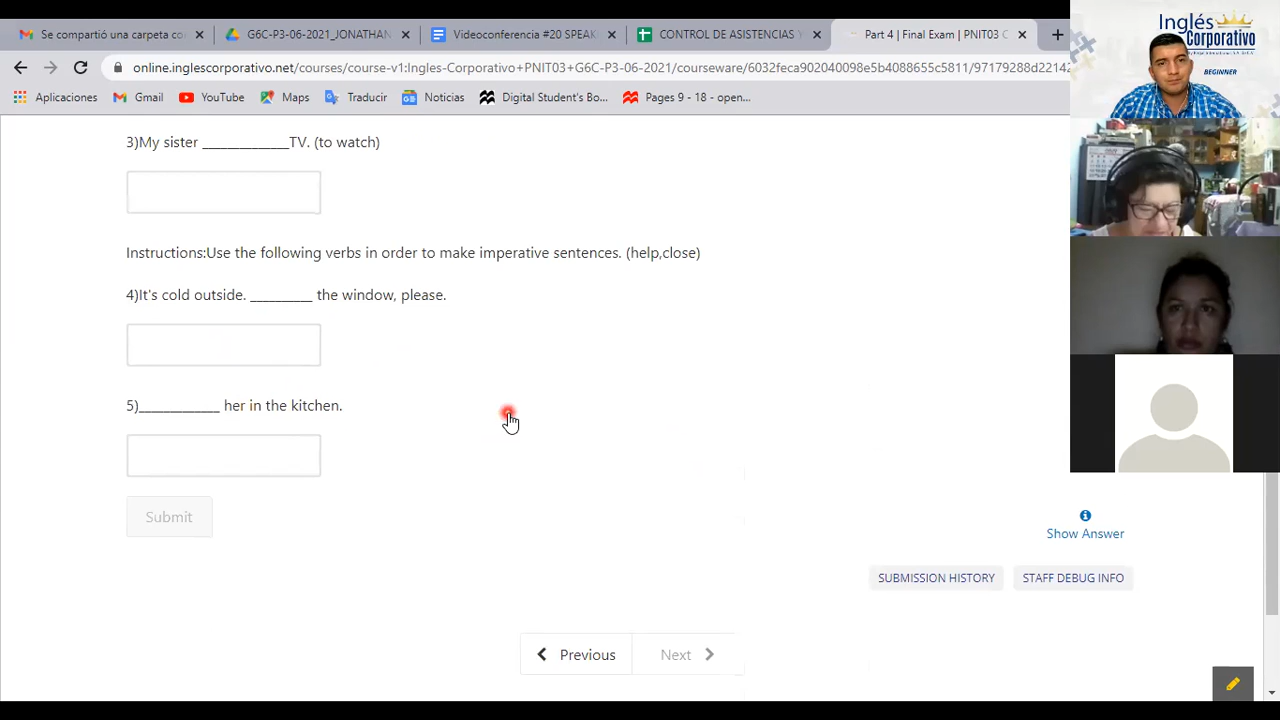 Se compartió una carpeta co
G6C-P3-06-2021_JONATHAN
Videoconferencia #20 SPEAK
CONTROL DE ASISTENCIAS
Part 4 | Final Exam | PNIT03 C
online.inglescorporativo.net/courses/course-v1:Ingles-Corporativo+PNIT03+G6C-P3-06-2021/courseware/6032feca902040098e5b4088655c5811/97179288d22142
Aplicaciones
Gmail
YouTube
Maps
Traducir
Noticias
Digital Student's Bo...
Pages 9 - 18 - open...
Inglés
Corporativo
BEGINNER
3)My sister ______________TV. (to watch)
Instructions:Use the following verbs in order to make imperative sentences. (help,close)
4)It's cold outside. __________ the window, please.
5)_____________ her in the kitchen.
Submit
Show Answer
SUBMISSION HISTORY
STAFF DEBUG INFO
Previous
Next